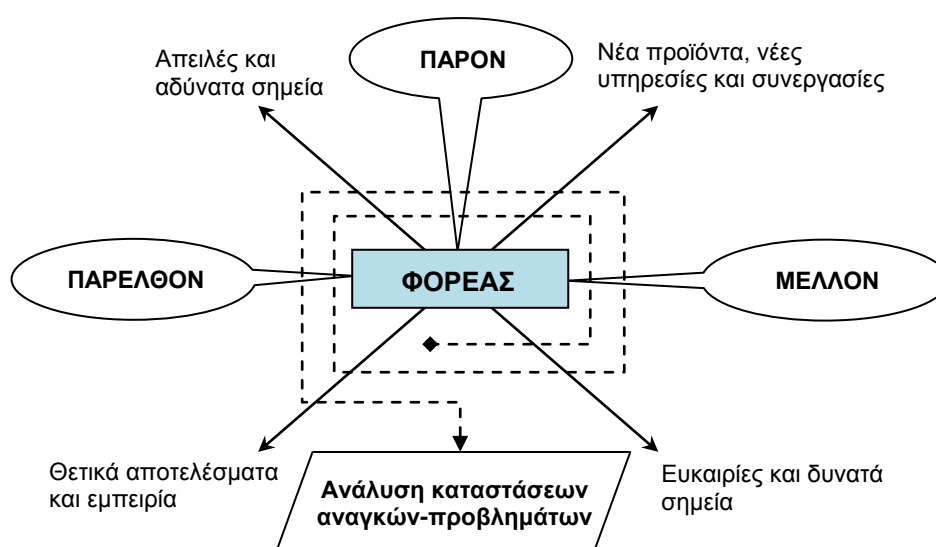 Απειλές και
αδύνατα σημεία
ΠΑΡΟΝ
Νέα προϊόντα, νέες
υπηρεσίες και συνεργασίες
ΠΑΡΕΛΘΟΝ
ΦΟΡΕΑΣ
ΜΕΛΛΟΝ
Θετικά αποτελέσματα
και εμπειρία
Ανάλυση καταστάσεων
αναγκών-προβλημάτων
Ευκαιρίες και δυνατά
σημεία